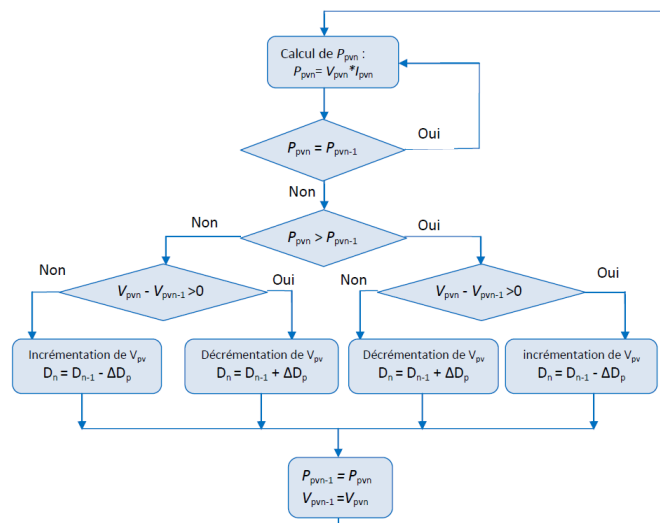 Calcul de Ppvn :
Ppvn= Vpvn*Ipvn
Oui
Ppvn = Ppvn-1
Non
Non
Oui
Ppvn > Ppvn-1
Non
Oui
Non
Oui
Vpvn - Vpvn-1 >0
Vpvn - Vpvn-1 >0
Incrémentation de Vpv
Dn = Dn-1 - ΔDp
Décrémentation de Vpv
Dn = Dn-1 + ΔDp
Décrémentation de Vpv
Dn = Dn-1 + ΔDp
incrémentation de Vpv
Dn = Dn-1 - ΔDp
Ppvn-1 = Ppvn
Vpvn-1 =Vpvn